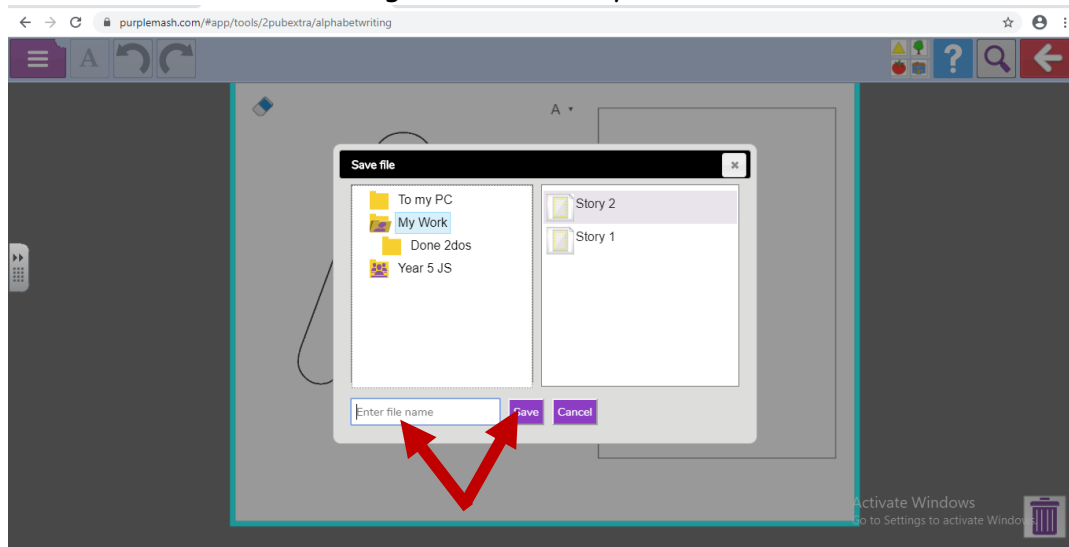 purplemash.com/#app/tools/2pubextra/alphabetwriting
A
?
A
Save file
To my PC
My Work
Done 2dos
Year 5 JS
Story 2
Story 1
Enter file name
Save
Cancel
Activate Windows
Go to Settings to activate Windows.